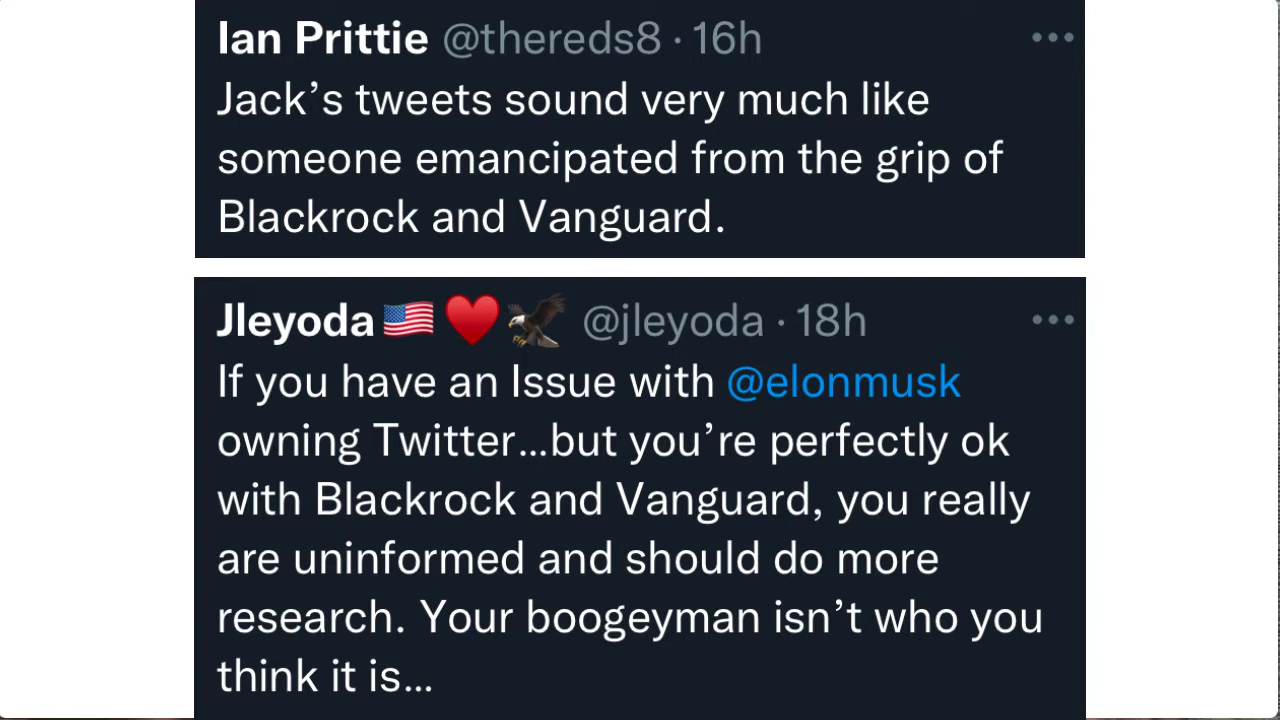 Ian Prittie @thereds8 · 16h
Jack’s tweets sound very much like
someone emancipated from the grip of
Blackrock and Vanguard.
Jleyoda🇺🇸♥️🦅 @jleyoda · 18h
If you have an Issue with @elonmusk
owning Twitter...but you’re perfectly ok
with Blackrock and Vanguard, you really
are uninformed and should do more
research. Your boogeyman isn’t who you
think it is...